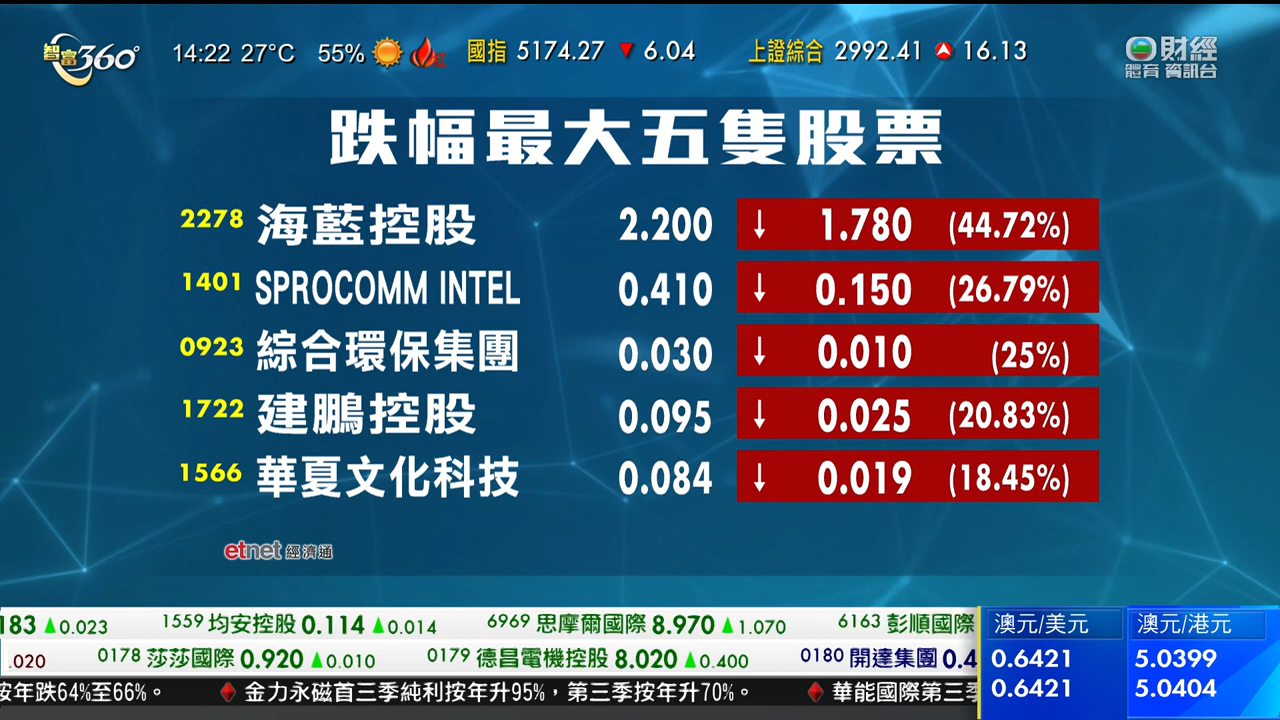 智富360° 14:22 27°C 55% 國指 5174.27 ▼ 6.04 上證綜合 2992.41 ▲ 16.13 財經
體育 資訊台
跌幅最大五隻股票
2278 海藍控股 2.200 ↓ 1.780 (44.72%)
1401 SPROCOMM INTEL 0.410 ↓ 0.150 (26.79%)
0923 綜合環保集團 0.030 ↓ 0.010 (25%)
1722 建鵬控股 0.095 ↓ 0.025 (20.83%)
1566 華夏文化科技 0.084 ↓ 0.019 (18.45%)
etnet 經濟通
183 ▲0.023 1559 均安控股 0.114 ▲0.014 6969 思摩爾國際 8.970 ▲1.070 6163 彭順國際
.020 0178 莎莎國際 0.920 ▲0.010 0179 德昌電機控股 8.020 ▲0.400 0180 開達集團 0.4
按年跌64%至66%。 ♦ 金力永磁首三季純利按年升95%，第三季按年升70%。 ♦ 華能國際第三季
澳元/美元 澳元/港元
0.6421 5.0399
0.6421 5.0404